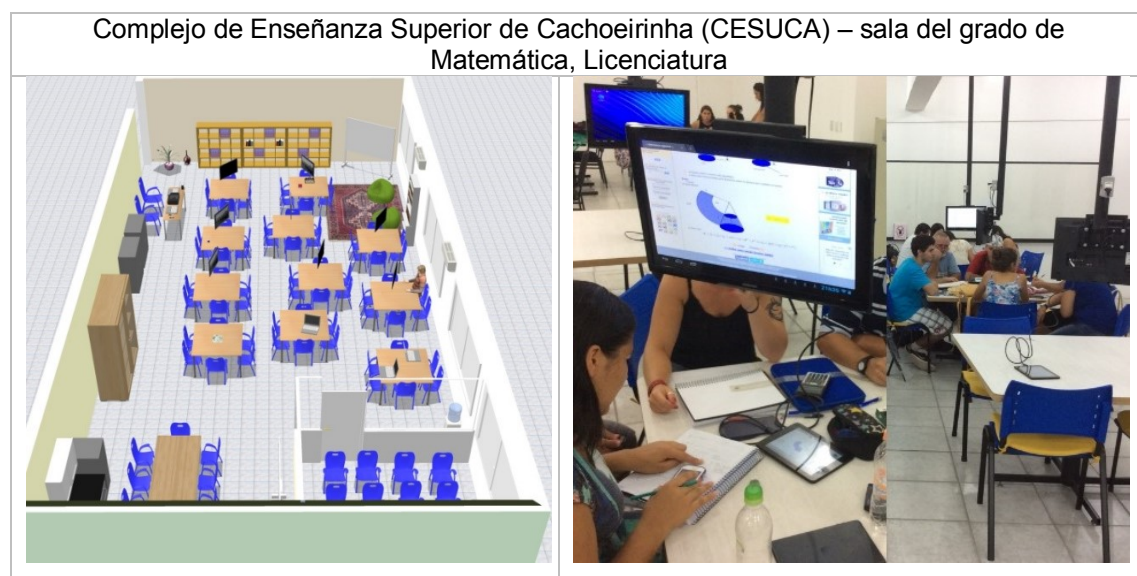 Complejo de Enseñanza Superior de Cachoeirinha (CESUCA) – sala del grado de
Matemática, Licenciatura